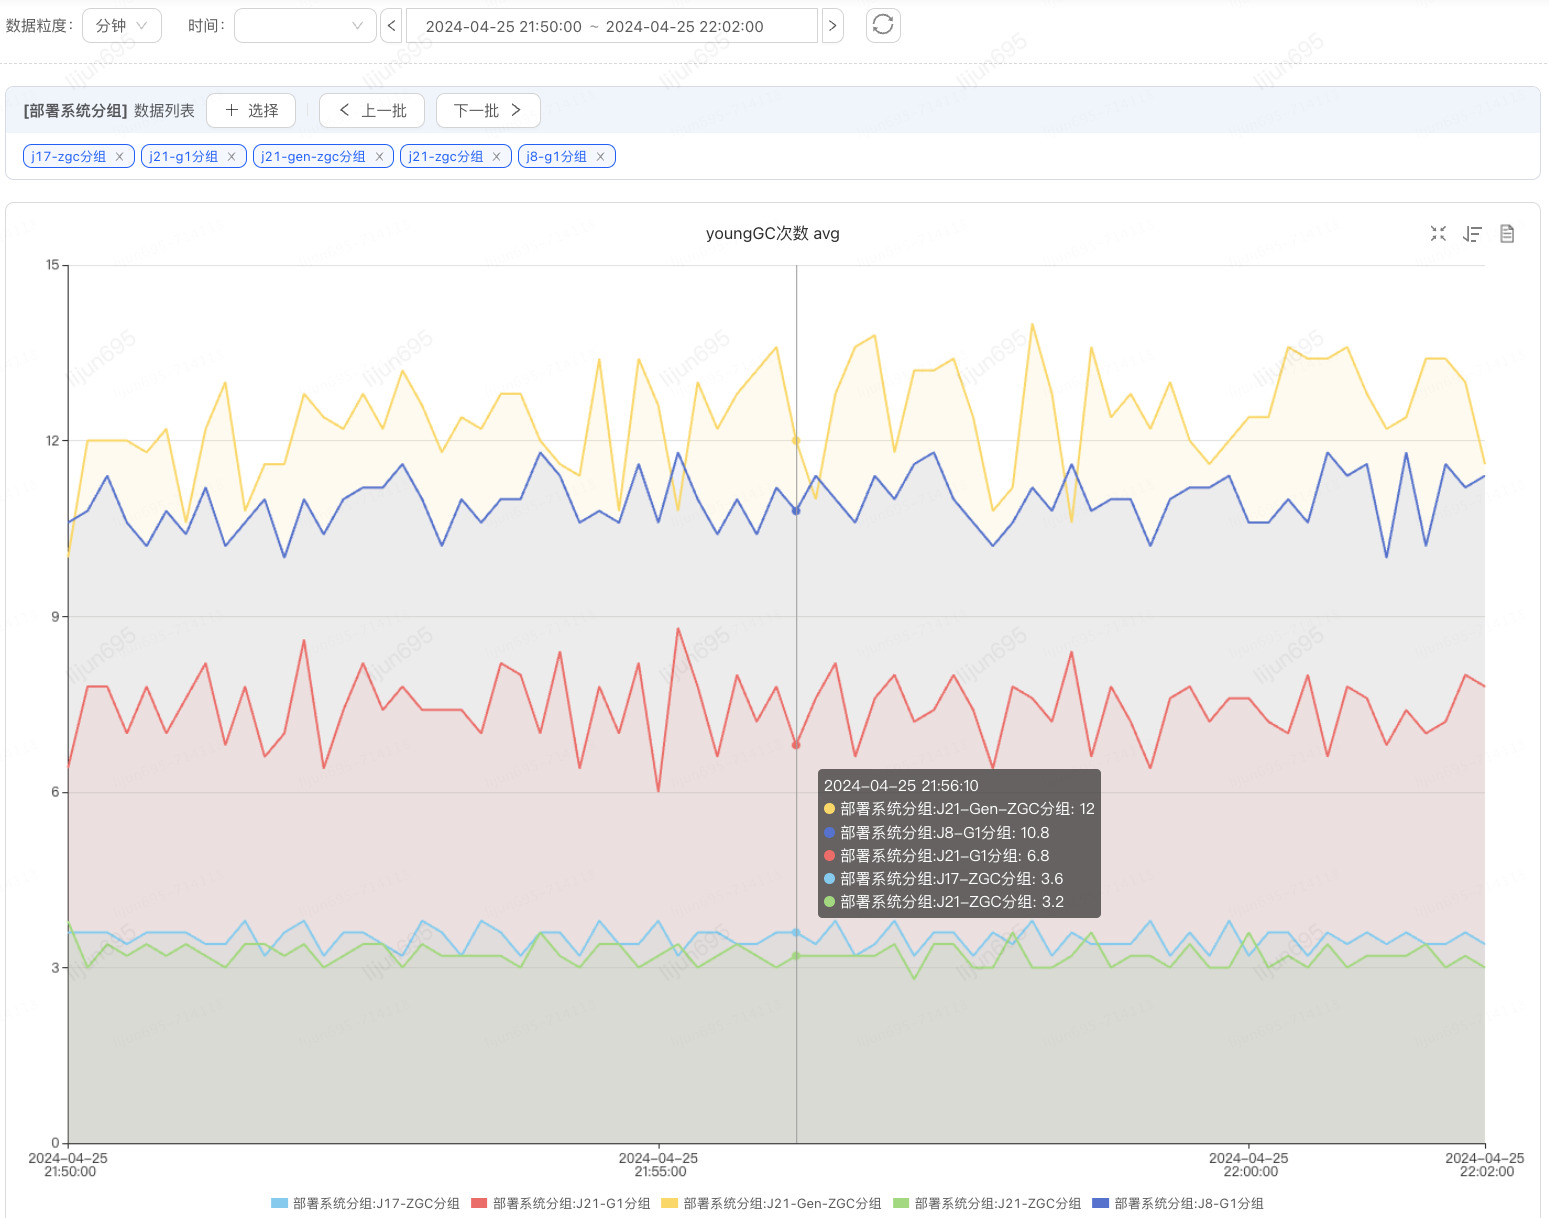 数据粒度: 分钟 时间: 2024-04-25 21:50:00 ~ 2024-04-25 22:02:00
[部署系统分组] 数据列表 + 选择 < 上一批 下一批 >
j17-zgc分组 × j21-g1分组 × j21-gen-zgc分组 × j21-zgc分组 × j8-g1分组 ×
youngGC次数 avg
15
12
9
6
3
0
2024-04-25 21:56:10
部署系统分组:J21-Gen-ZGC分组: 12
部署系统分组:J8-G1分组: 10.8
部署系统分组:J21-G1分组: 6.8
部署系统分组:J17-ZGC分组: 3.6
部署系统分组:J21-ZGC分组: 3.2
2024-04-25 2024-04-25 2024-04-25 2024-04-25
21:50:00 21:55:00 22:00:00 22:02:00
部署系统分组:J17-ZGC分组 部署系统分组:J21-G1分组 部署系统分组:J21-Gen-ZGC分组 部署系统分组:J21-ZGC分组 部署系统分组:J8-G1分组
lijun695